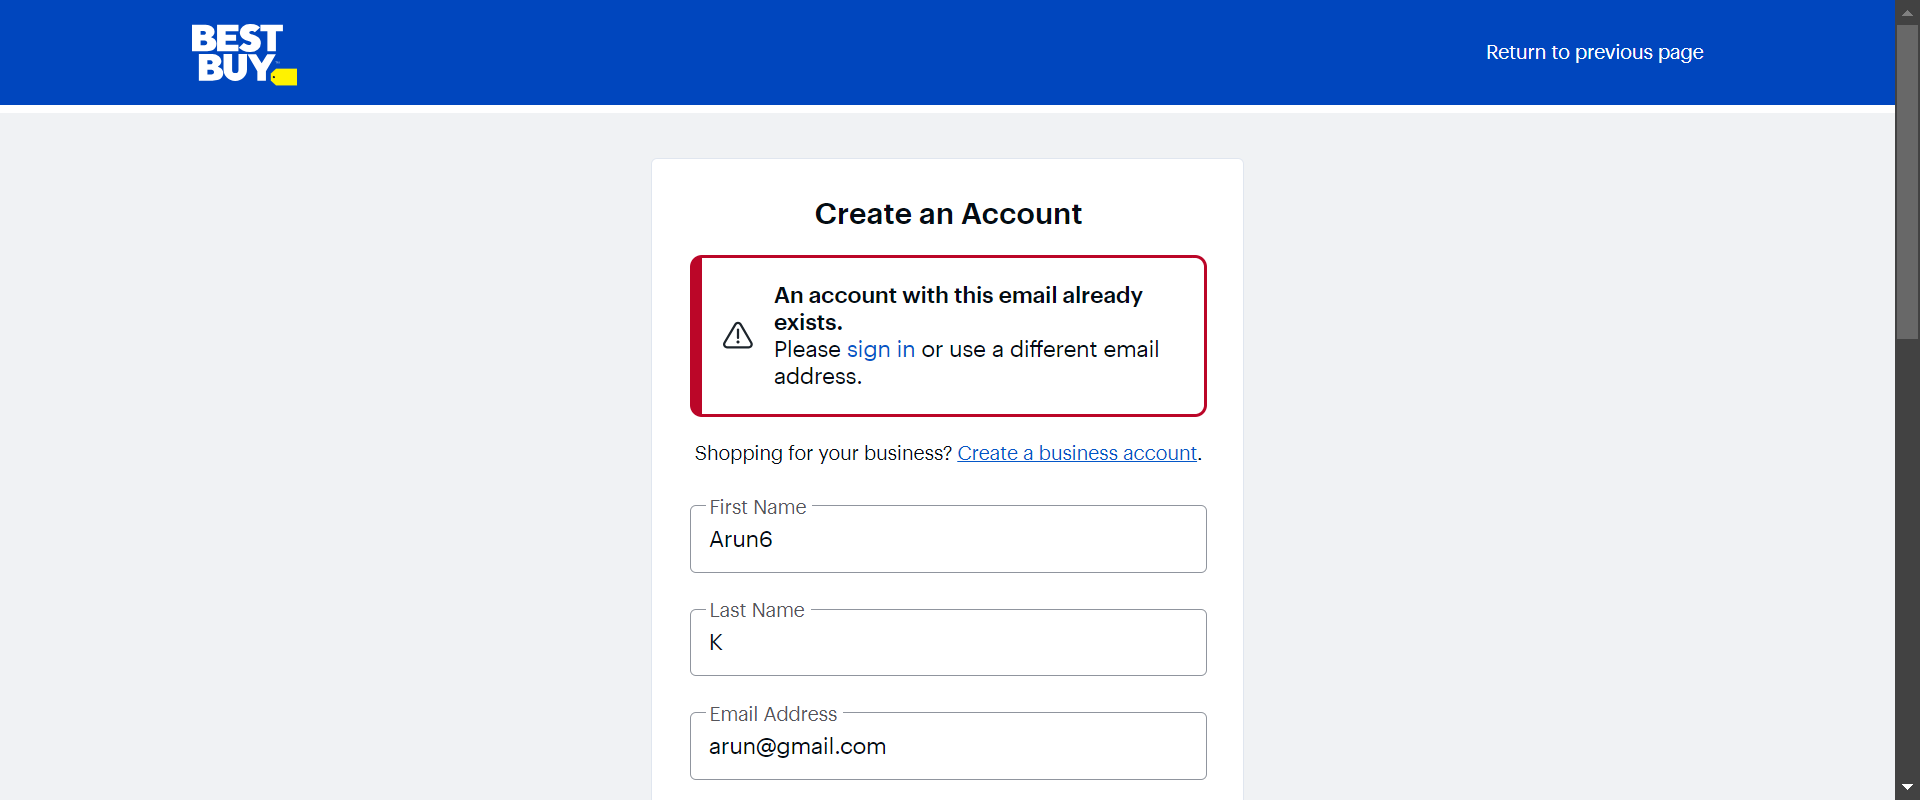 BEST
BUY
Return to previous page
Create an Account
An account with this email already
exists.
Please sign in or use a different email
address.
Shopping for your business? Create a business account.
First Name
Arun6
Last Name
K
Email Address
arun@gmail.com